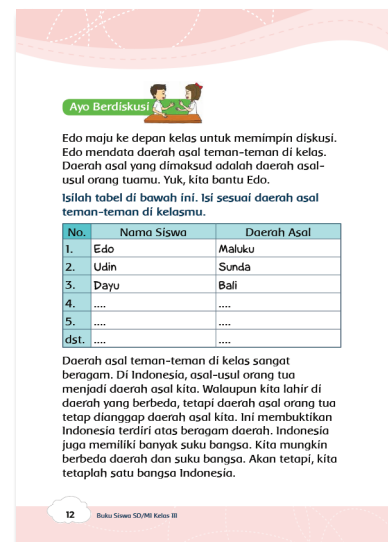 Ayo Berdiskusi
Edo maju ke depan kelas untuk memimpin diskusi.
Edo mendata daerah asal teman-teman di kelas.
Daerah asal yang dimaksud adalah daerah asal-
usul orang tuamu. Yuk, kita bantu Edo.
Isilah tabel di bawah ini. Isi sesuai daerah asal
teman-teman di kelasmu.
No. Nama Siswa Daerah Asal
1. Edo Maluku
2. Udin Sunda
3. Dayu Bali
4. .... ....
5. .... ....
dst. .... ....
Daerah asal teman-teman di kelas sangat
beragam. Di Indonesia, asal-usul orang tua
menjadi daerah asal kita. Walaupun kita lahir di
daerah yang berbeda, tetapi daerah asal orang tua
tetap dianggap daerah asal kita. Ini membuktikan
Indonesia terdiri atas beragam daerah. Indonesia
juga memiliki banyak suku bangsa. Kita mungkin
berbeda daerah dan suku bangsa. Akan tetapi, kita
tetaplah satu bangsa Indonesia.
12 Buku Siswa SD/MI Kelas III